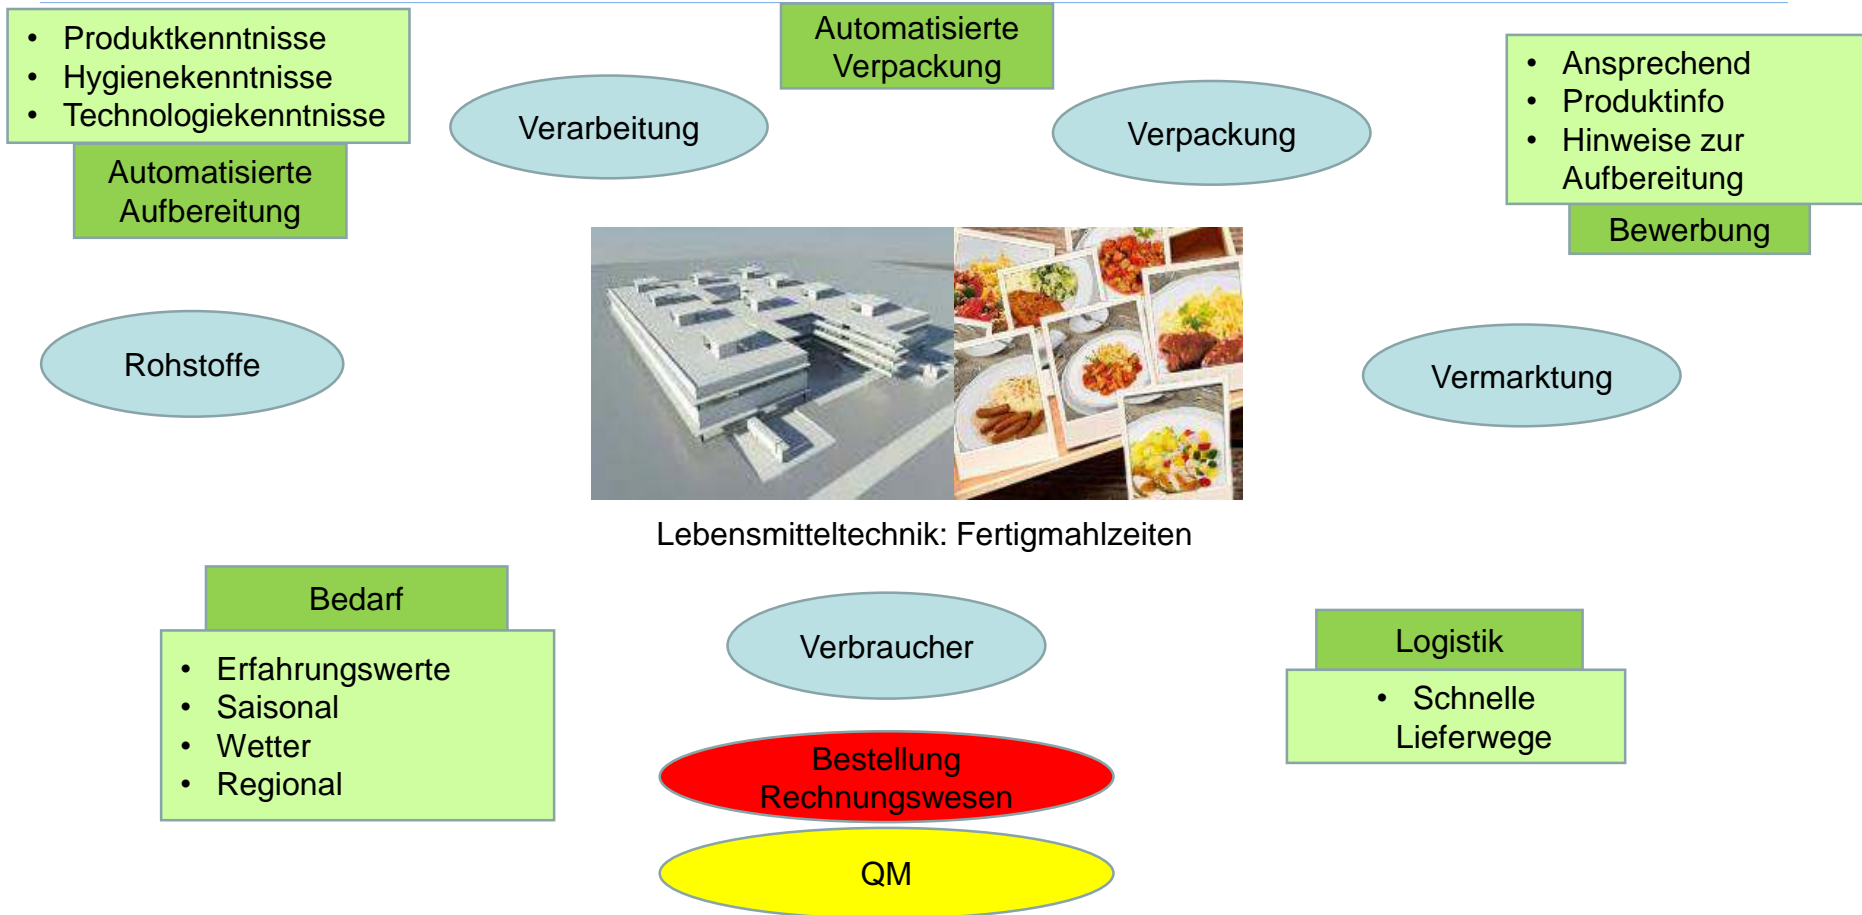 • Produktkenntnisse
• Hygienekenntnisse
• Technologiekenntnisse
Automatisierte
Aufbereitung
Verarbeitung
Automatisierte
Verpackung
Verpackung
• Ansprechend
• Produktinfo
• Hinweise zur
Aufbereitung
Bewerbung
Rohstoffe
Vermarktung
Lebensmitteltechnik: Fertigmahlzeiten
Bedarf
• Erfahrungswerte
• Saisonal
• Wetter
• Regional
Verbraucher
Logistik
• Schnelle
Lieferwege
Bestellung
Rechnungswesen
QM